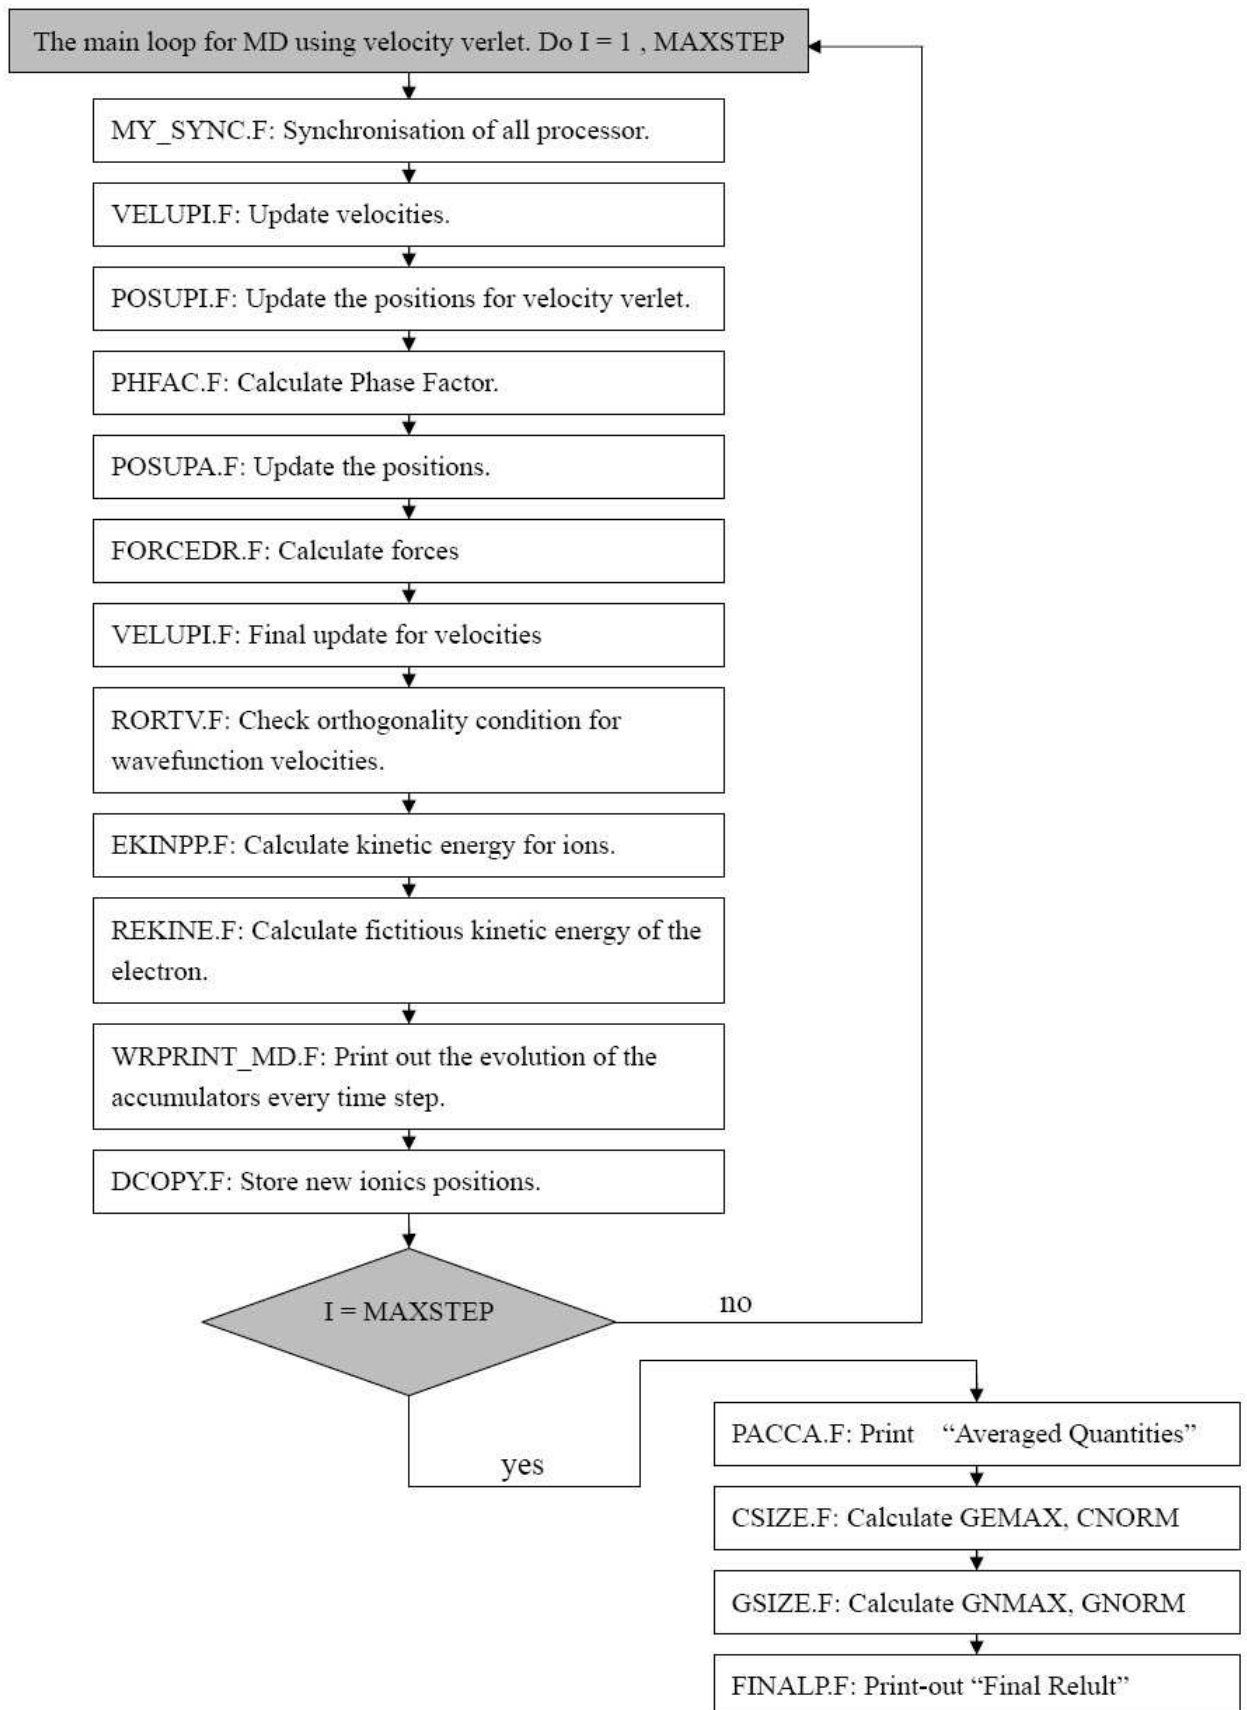 The main loop for MD using velocity verlet. Do I = 1 , MAXSTEP
MY_SYNC.F: Synchronisation of all processor.
VELUPI.F: Update velocities.
POSUPI.F: Update the positions for velocity verlet.
PHFAC.F: Calculate Phase Factor.
POSUPA.F: Update the positions.
FORCEDR.F: Calculate forces
VELUPI.F: Final update for velocities
RORTV.F: Check orthogonality condition for
wavefunction velocities.
EKINPP.F: Calculate kinetic energy for ions.
REKINE.F: Calculate fictitious kinetic energy of the
electron.
WRPRINT_MD.F: Print out the evolution of the
accumulators every time step.
DCOPY.F: Store new ionics positions.
I = MAXSTEP
no
yes
PACCA.F: Print “Averaged Quantities”
CSIZE.F: Calculate GEMAX, CNORM
GSIZE.F: Calculate GNMAX, GNORM
FINALP.F: Print-out “Final Relult”